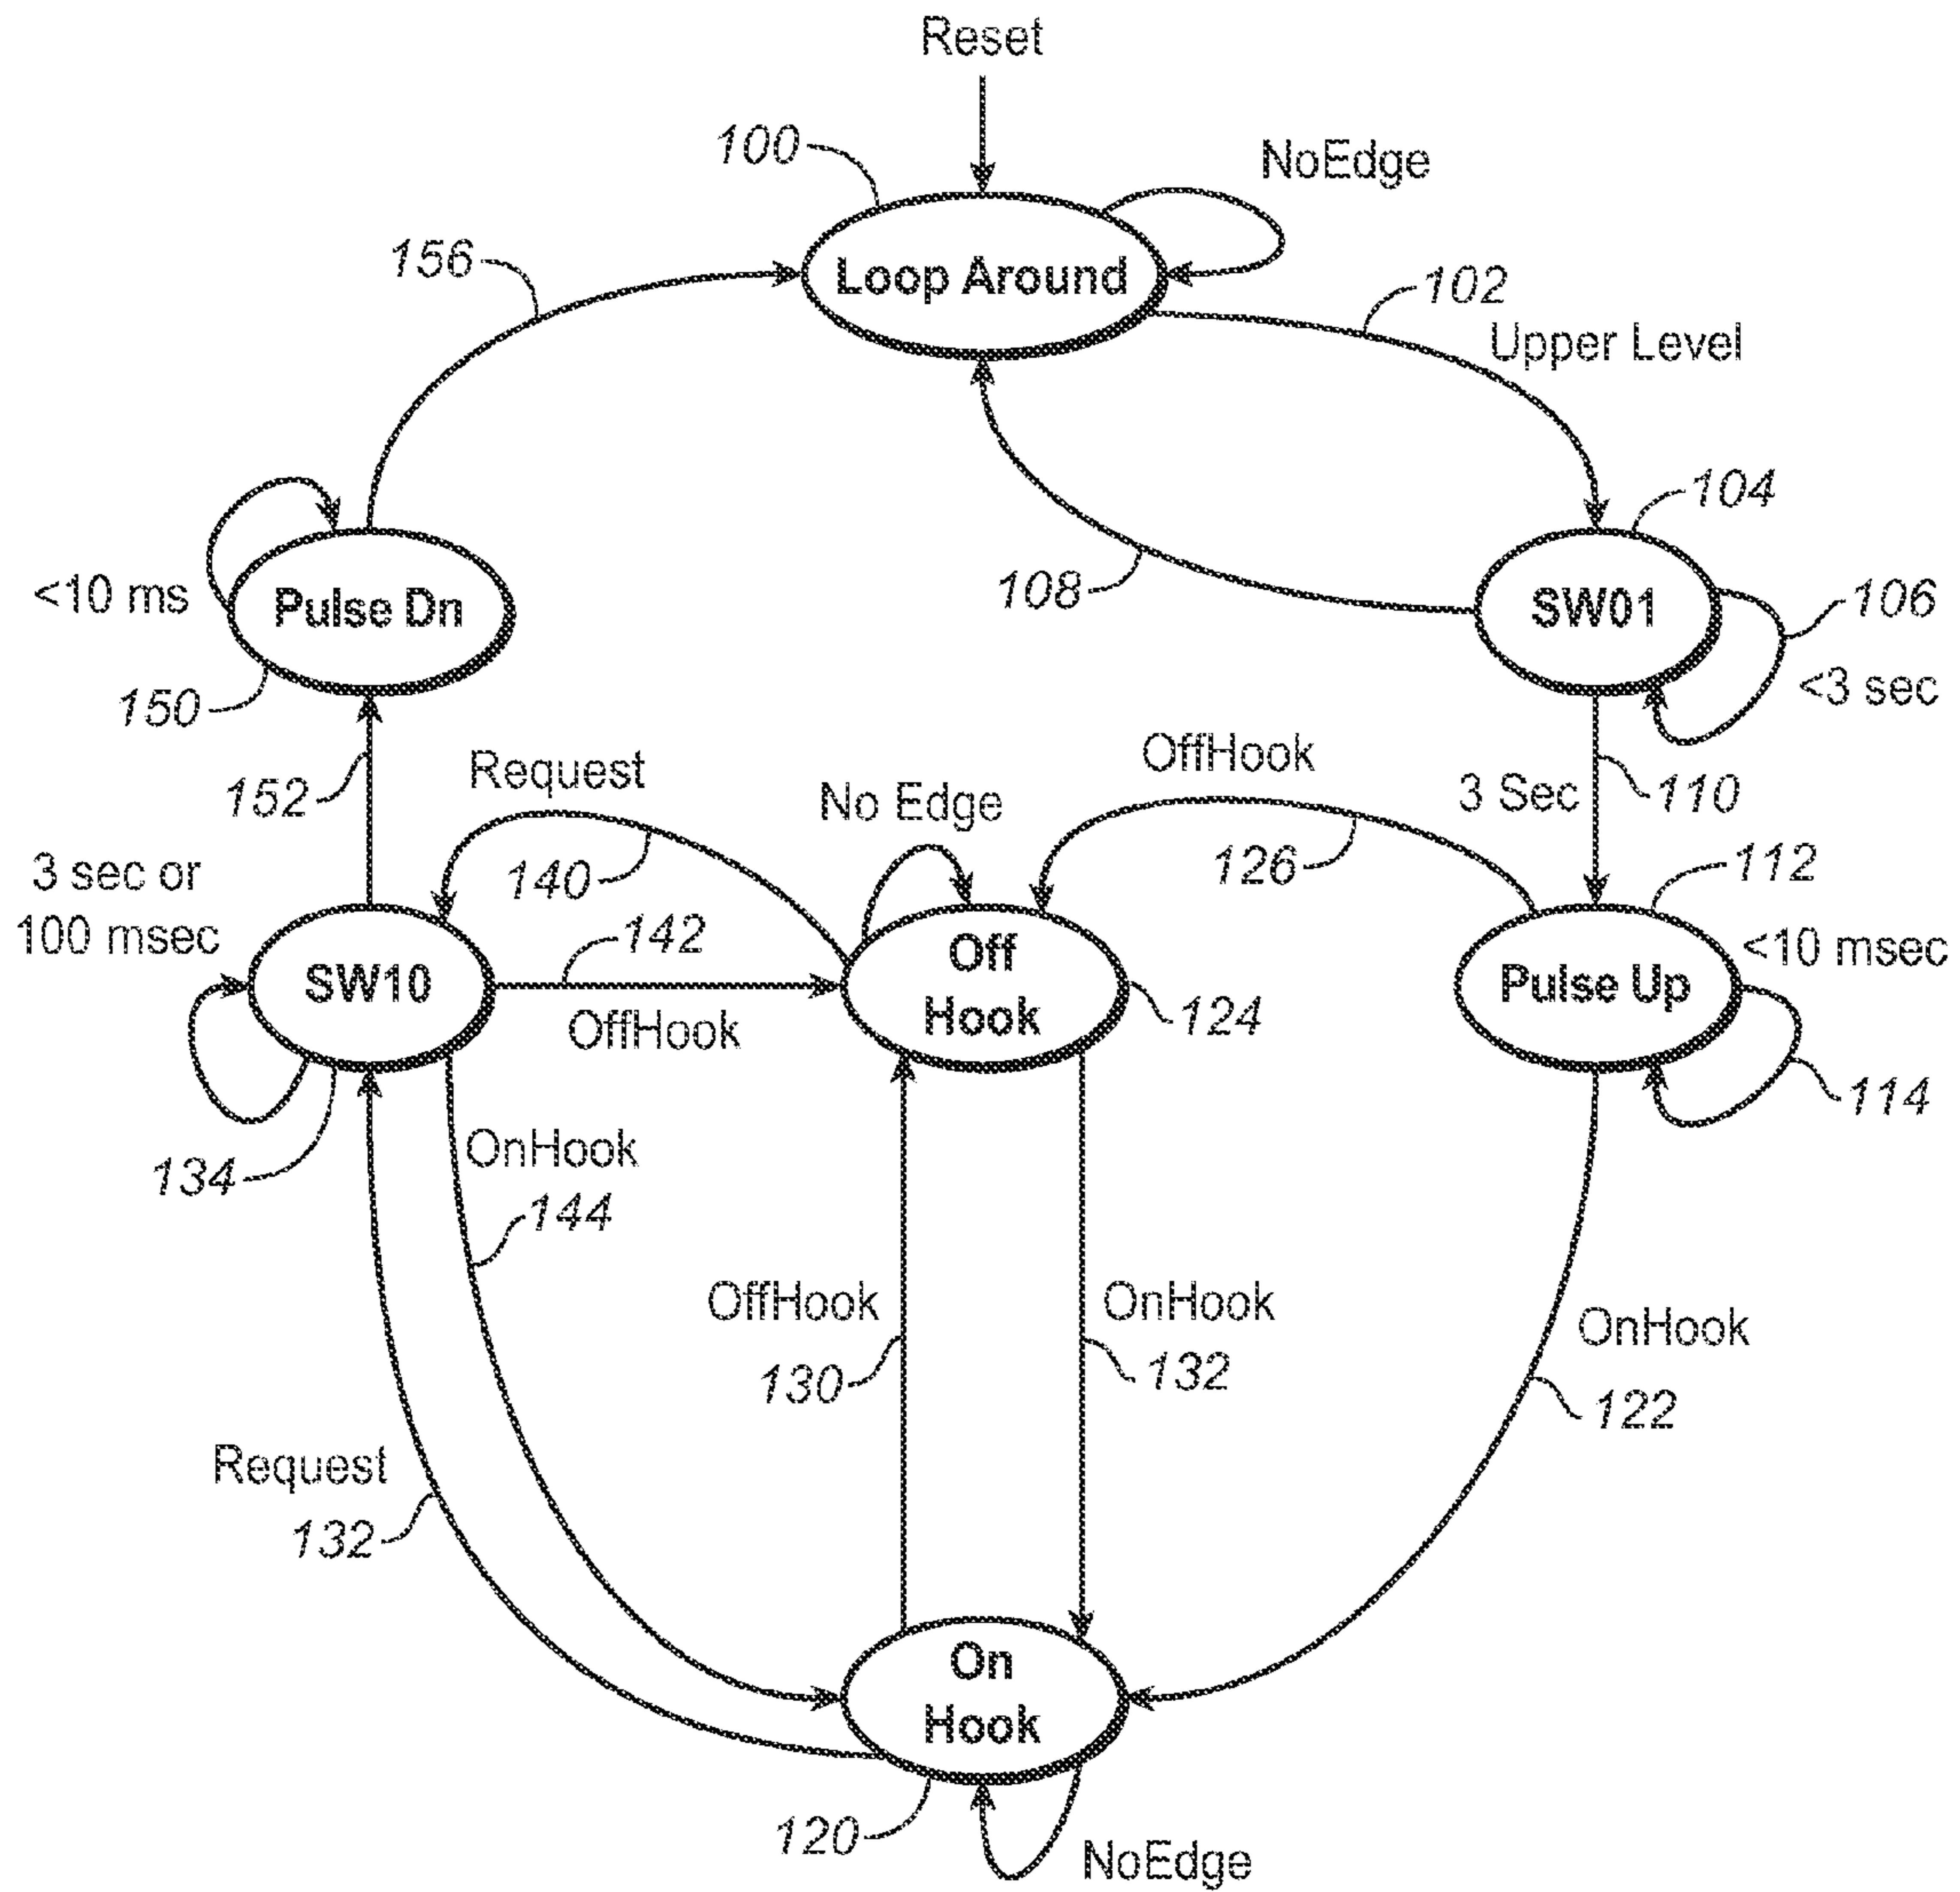 Reset
100
NoEdge
156
Loop Around
102
Upper Level
104
<10 ms
Pulse Dn
108
SW01
106
<3 sec
150
152
Request
No Edge
OffHook
3 Sec
110
3 sec or
100 msec
140
126
112
142
Off
Hook
<10 msec
SW10
Pulse Up
OffHook
124
114
134
OnHook
144
OffHook
130
OnHook
132
OnHook
122
Request
132
On
Hook
120
NoEdge